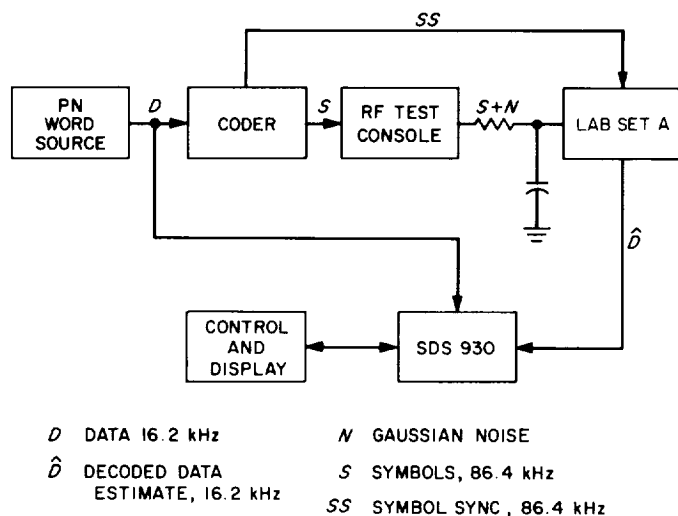 SS
PN
WORD
SOURCE
D
CODER
S
RF TEST
CONSOLE
S+N
LAB SET A
D̂
CONTROL
AND
DISPLAY
SDS 930
D DATA 16.2 kHz
D̂ DECODED DATA
ESTIMATE, 16.2 kHz
N GAUSSIAN NOISE
S SYMBOLS, 86.4 kHz
SS SYMBOL SYNC, 86.4 kHz